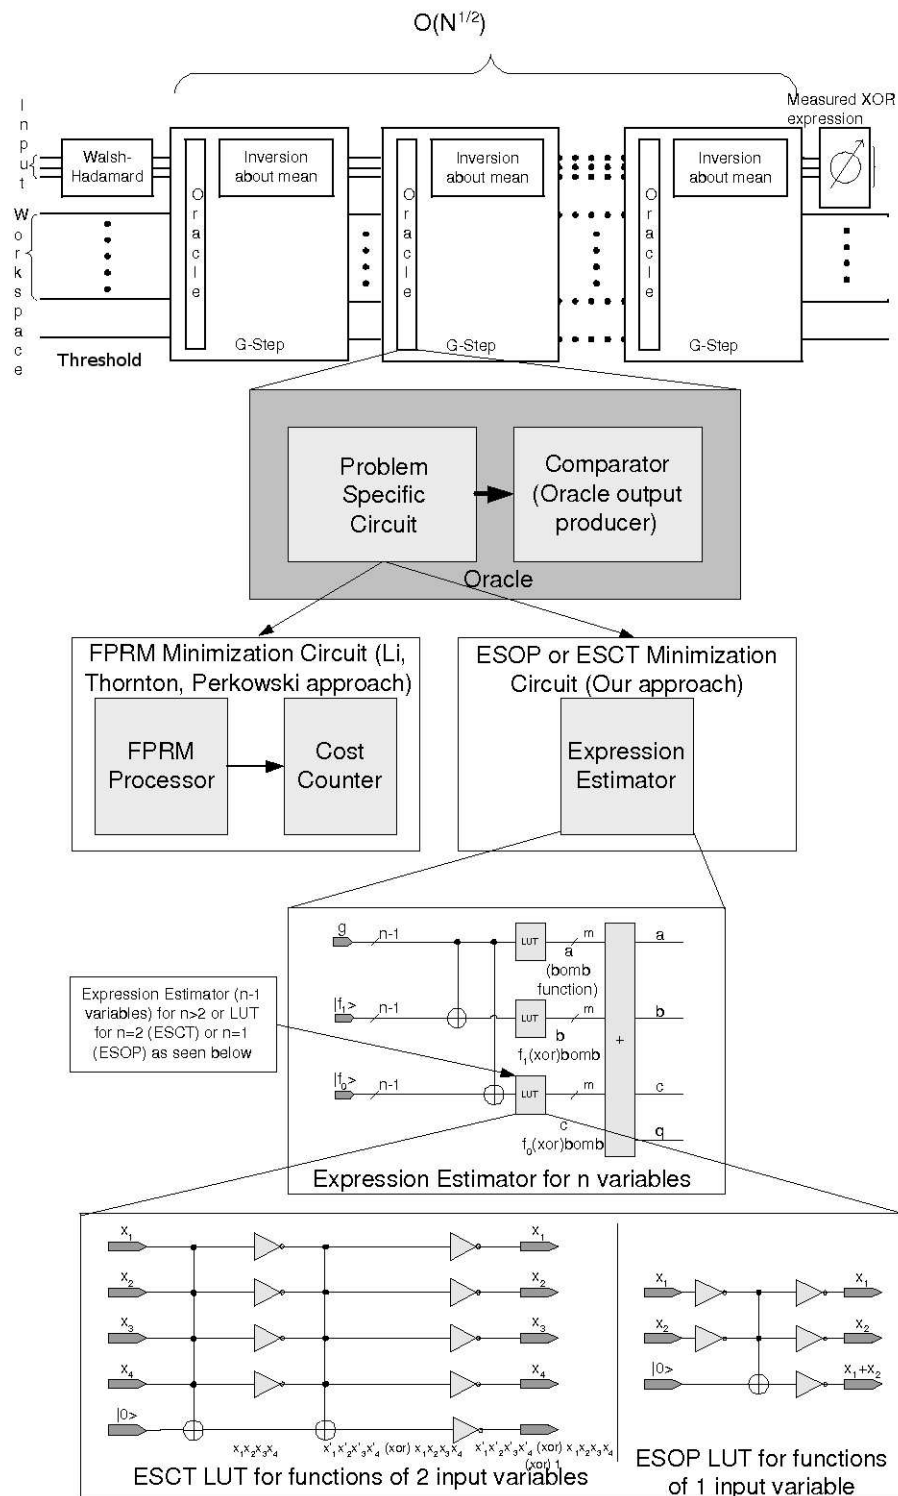 O(N^1/2)
Input
Measured XOR
expression
Walsh-
Hadamard
Oracle
Inversion
about mean
Oracle
Inversion
about mean
Oracle
Inversion
about mean
Workspace
G-Step
G-Step
G-Step
Threshold
Problem
Specific
Circuit
Comparator
(Oracle output
producer)
Oracle
FPRM Minimization Circuit (Li,
Thornton, Perkowski approach)
FPRM
Processor
Cost
Counter
ESOP or ESCT Minimization
Circuit (Our approach)
Expression
Estimator
g
n-1
LUT
m
a
a
(bomb
function)
Expression Estimator (n-1
variables) for n>2 or LUT
for n=2 (ESCT) or n=1
(ESOP) as seen below
|f₁>
n-1
LUT
m
b
b
f₁(xor)bomb
+
|f₀>
n-1
LUT
m
c
c
f₀(xor)bomb
q
Expression Estimator for n variables
x₁
x₁
x₂
x₂
x₃
x₃
x₄
x₄
|0>
x₁x₂x₃x₄
x'₁x'₂x'₃x'₄ (xor) x₁x₂x₃x₄
x'₁x'₂x'₃x'₄ (xor) x₁x₂x₃x₄
(xor) 1
ESCT LUT for functions of 2 input variables
x₁
x₁
x₂
x₂
|0>
x₁+x₂
ESOP LUT for functions
of 1 input variable